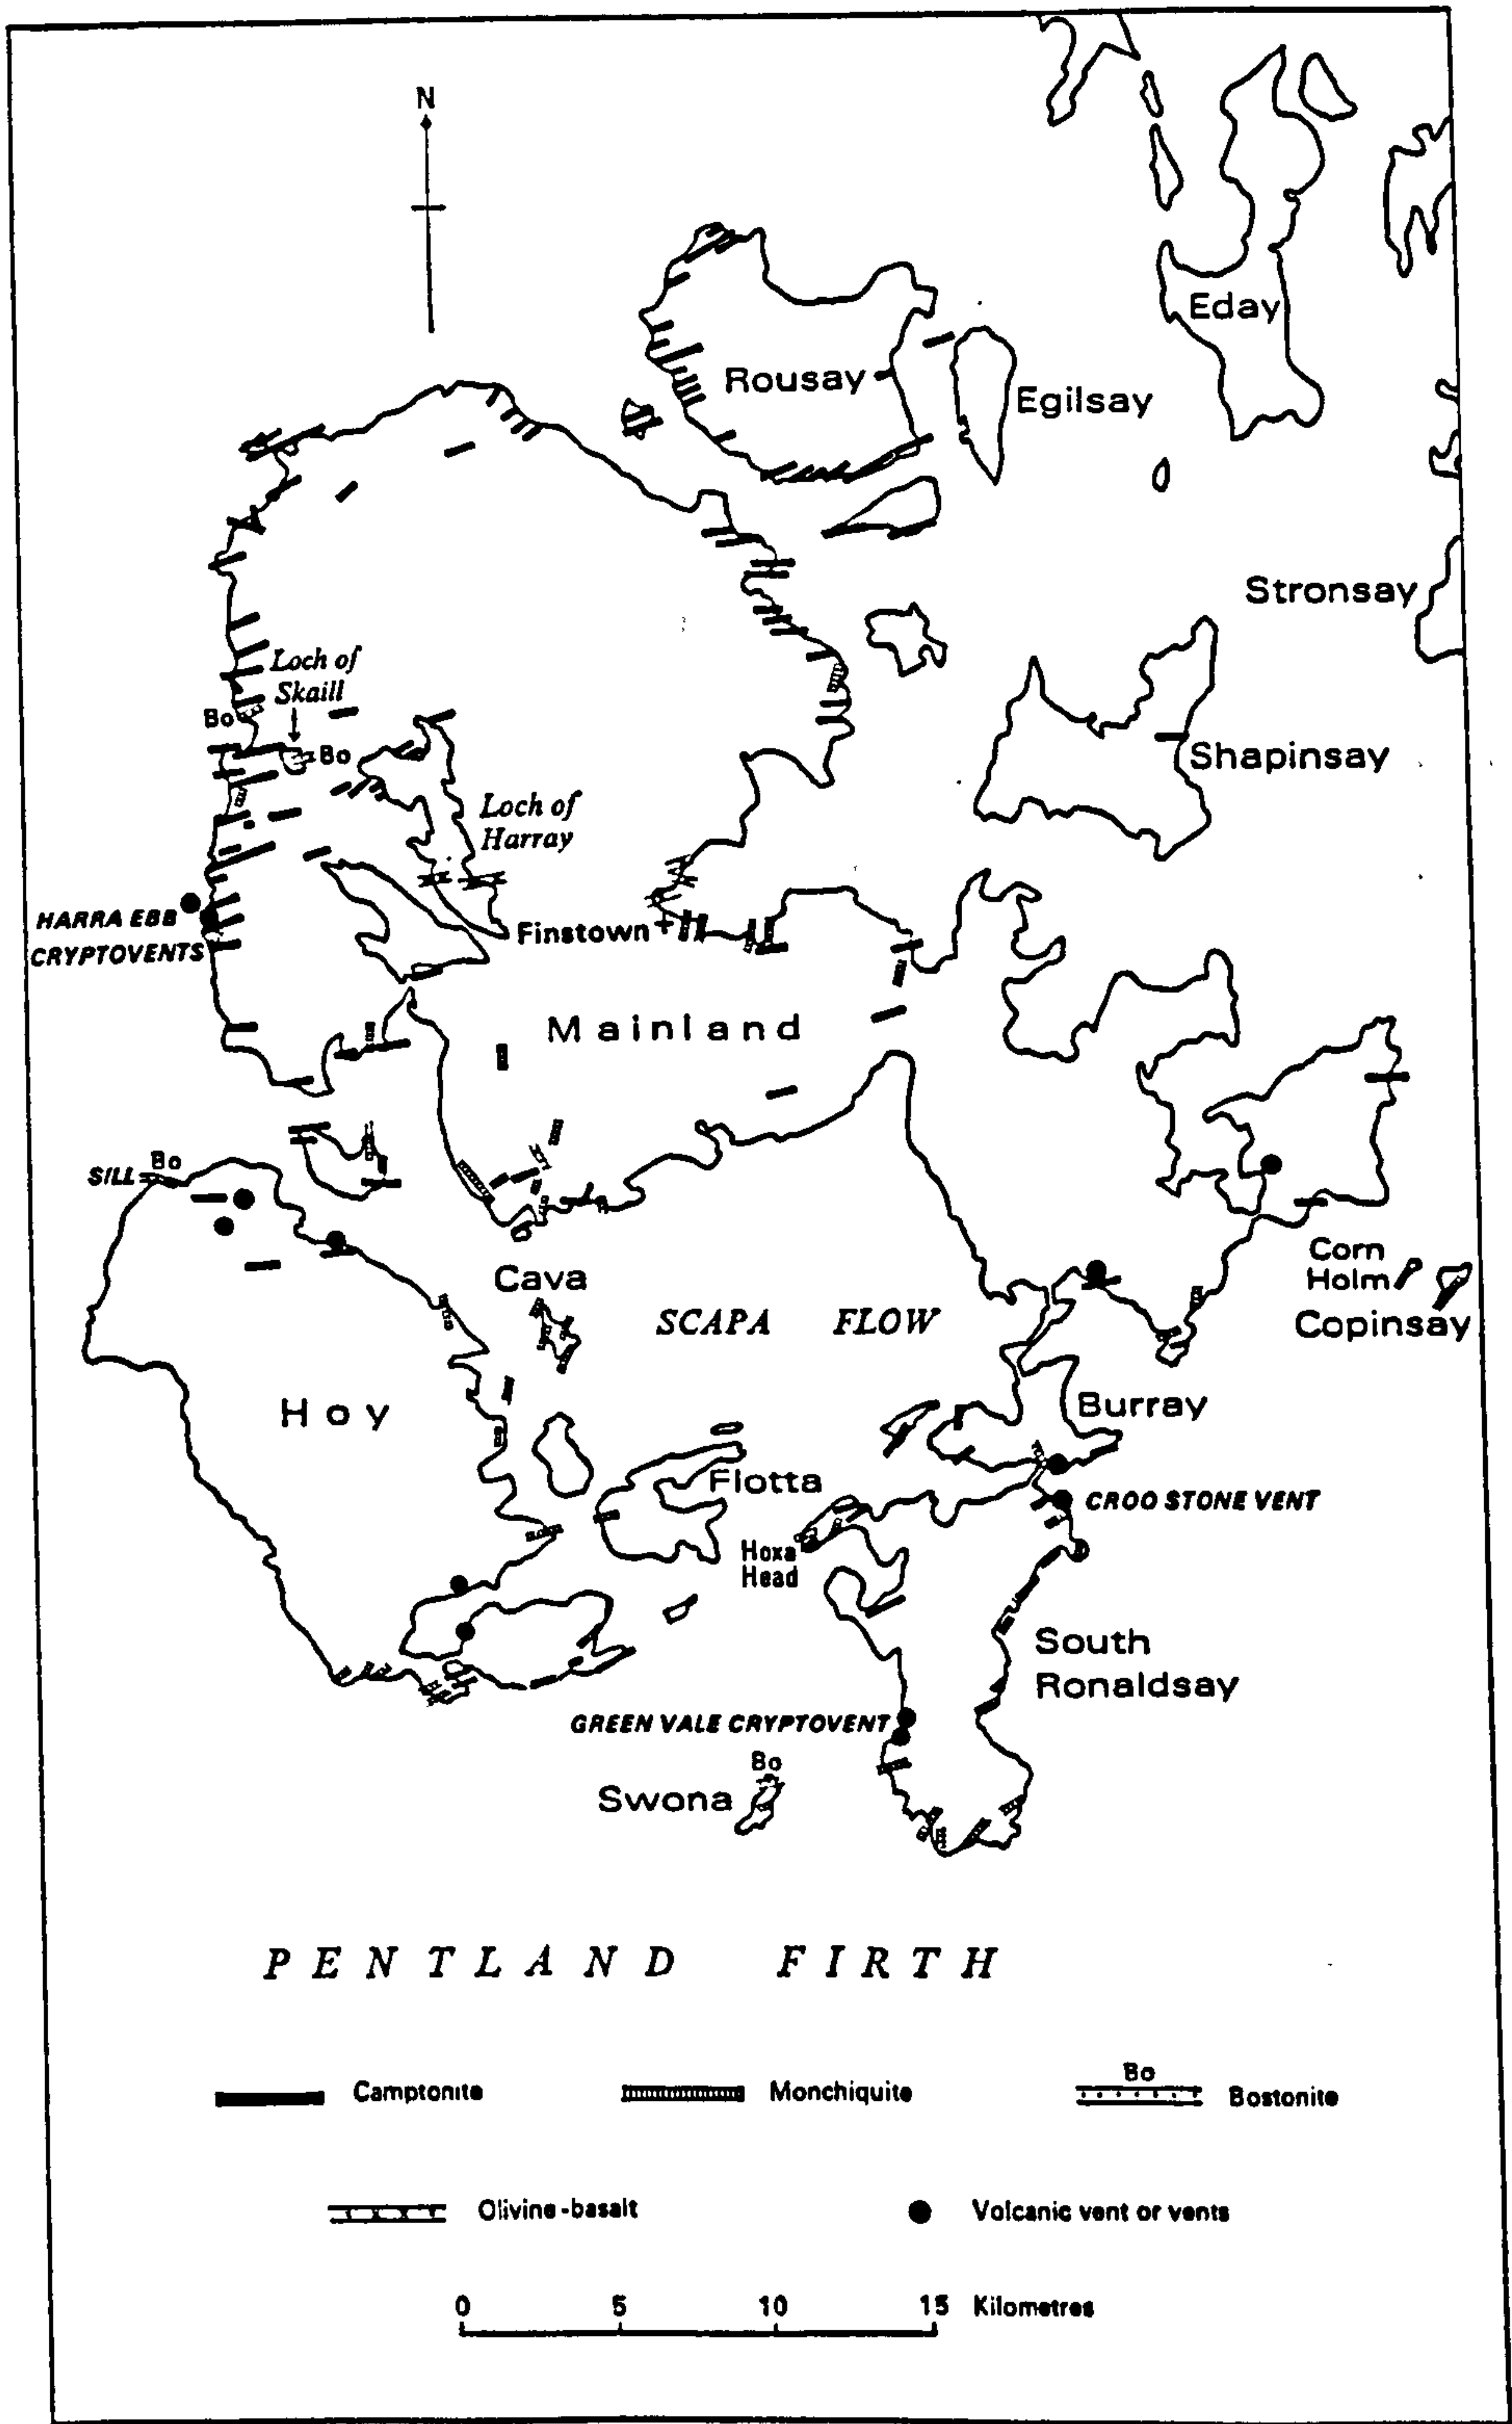 N
Eday
Rousay
Egilsay
Stronsay
Loch of
Skaill
Bo
Bo
Shapinsay
Loch of
Harray
HARRA EBB
CRYPTOVENTS
Finstown
Mainland
SILL
Bo
Corn
Holm
Copinsay
Cava
SCAPA FLOW
Hoy
Burray
Flotta
CROO STONE VENT
Hoxa
Head
South
Ronaldsay
GREEN VALE CRYPTOVENT
Bo
Swona
PENTLAND FIRTH
Camptonite
Monchiquite
Bo
Bostonite
Olivine-basalt
Volcanic vent or vents
0 5 10 15 Kilometres